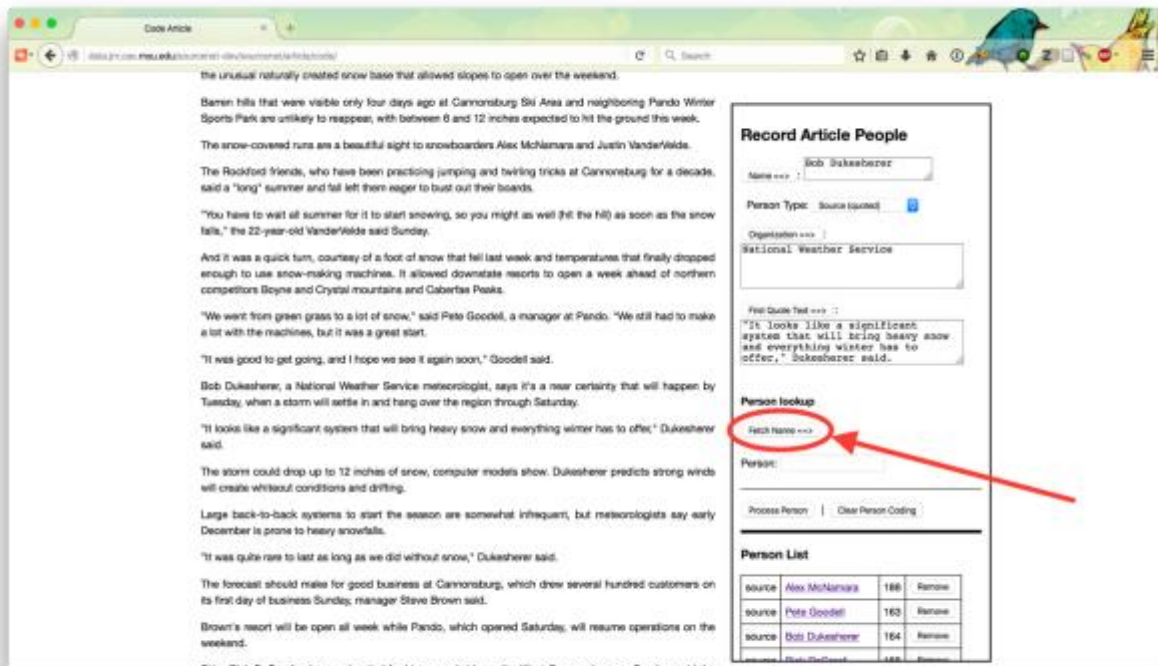 Code Article
Search
the unusual naturally created snow base that allowed slopes to open over the weekend.
Barren hills that were visible only four days ago at Cannonsburg Ski Area and neighboring Pando Winter
Sports Park are unlikely to reappear, with between 6 and 12 inches expected to hit the ground this week.
The snow-covered runs are a beautiful sight to snowboarders Alex McNamara and Justin VanderVelde.
The Rockford friends, who have been practicing jumping and twirling tricks at Cannonsburg for a decade,
said a "long" summer and fall left them eager to bust out their boards.
"You have to wait all summer for it to start snowing, so you might as well (hit the hill) as soon as the snow
falls," the 22-year-old VanderVelde said Sunday.
And it was a quick turn, courtesy of a foot of snow that fell last week and temperatures that finally dropped
enough to use snow-making machines. It allowed downstate resorts to open a week ahead of northern
competitors Boyne and Crystal mountains and Caberfae Peaks.
"We went from green grass to a lot of snow," said Pete Goodell, a manager at Pando. "We still had to make
a lot with the machines, but it was a great start.
"It was good to get going, and I hope we see it again soon," Goodell said.
Bob Dukesherer, a National Weather Service meteorologist, says it's a near certainty that will happen by
Tuesday, when a storm will settle in and hang over the region through Saturday.
"It looks like a significant system that will bring heavy snow and everything winter has to offer," Dukesherer
said.
The storm could drop up to 12 inches of snow, computer models show. Dukesherer predicts strong winds
will create whiteout conditions and drifting.
Large back-to-back systems to start the season are somewhat infrequent, but meteorologists say early
December is prone to heavy snowfalls.
"It was quite rare to last as long as we did without snow," Dukesherer said.
The forecast should make for good business at Cannonsburg, which drew several hundred customers on
its first day of business Sunday, manager Steve Brown said.
Brown's resort will be open all week while Pando, which opened Saturday, will resume operations on the
weekend.
Record Article People
Name ==> :
Bob Dukesherer
Person Type: Source (quoted)
Organization ==> :
National Weather Service
First Quote Text ==> :
"It looks like a significant
system that will bring heavy snow
and everything winter has to
offer," Dukesherer said.
Person lookup
Fetch Name ==>
Person:
Process Person | Clear Person Coding
Person List
source Alex McNamara 166 Remove
source Pete Goodell 163 Remove
source Bob Dukesherer 164 Remove